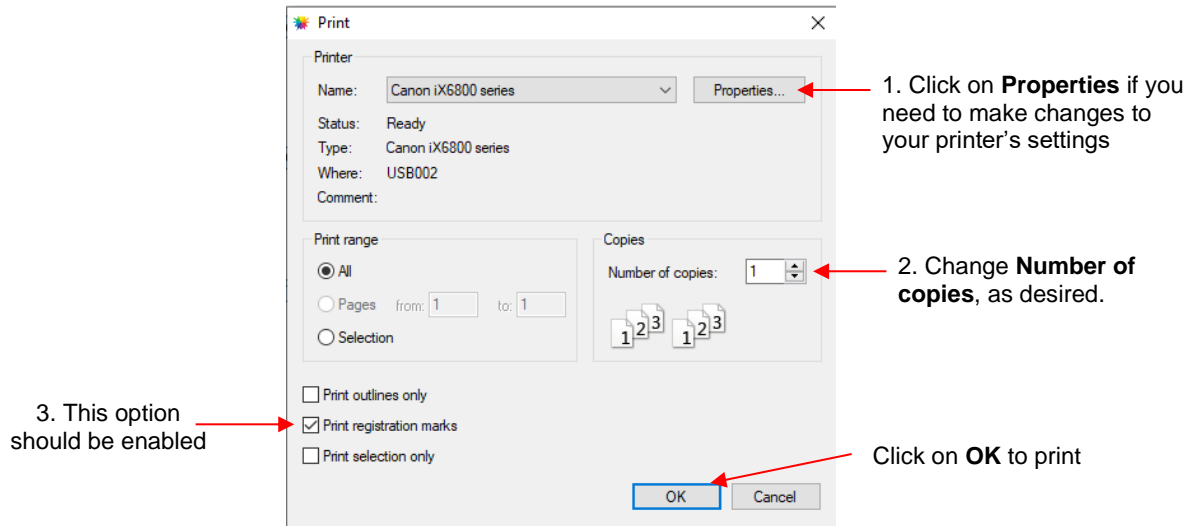 Print
Printer
Name: Canon iX6800 series Properties...
1. Click on Properties if you
need to make changes to
your printer's settings
Status: Ready
Type: Canon iX6800 series
Where: USB002
Comment:
Print range
All
Pages from: 1 to: 1
Selection
Copies
Number of copies: 1
1 2 3 1 2 3
2. Change Number of
copies, as desired.
Print outlines only
Print registration marks
Print selection only
3. This option
should be enabled
Click on OK to print
OK Cancel